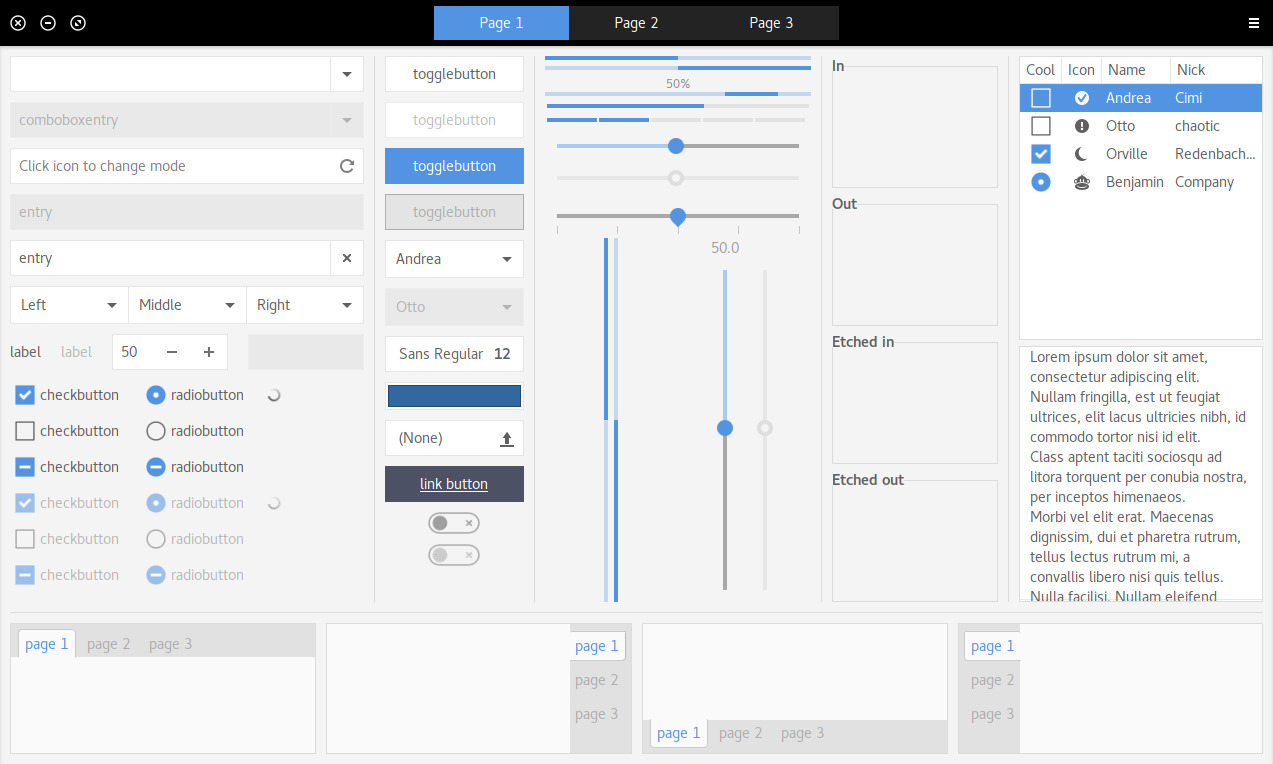 Page 1
Page 2
Page 3
comboboxentry
Click icon to change mode
entry
entry
Left
Middle
Right
label
label
50
checkbutton
radiobutton
checkbutton
radiobutton
checkbutton
radiobutton
checkbutton
radiobutton
checkbutton
radiobutton
checkbutton
radiobutton
togglebutton
togglebutton
togglebutton
togglebutton
Andrea
Otto
Sans Regular 12
(None)
link button
50%
50.0
In
Out
Etched in
Etched out
Cool Icon Name Nick
Andrea Cimi
Otto chaotic
Orville Redenbach...
Benjamin Company
Lorem ipsum dolor sit amet,
consectetur adipiscing elit.
Nullam fringilla, est ut feugiat
ultrices, elit lacus ultricies nibh, id
commodo tortor nisi id elit.
Class aptent taciti sociosqu ad
litora torquent per conubia nostra,
per inceptos himenaeos.
Morbi vel elit erat. Maecenas
dignissim, dui et pharetra rutrum,
tellus lectus rutrum mi, a
convallis libero nisi quis tellus.
Nulla facilisi. Nullam eleifend
page 1
page 2
page 3
page 1
page 2
page 3
page 1
page 2
page 3
page 1
page 2
page 3